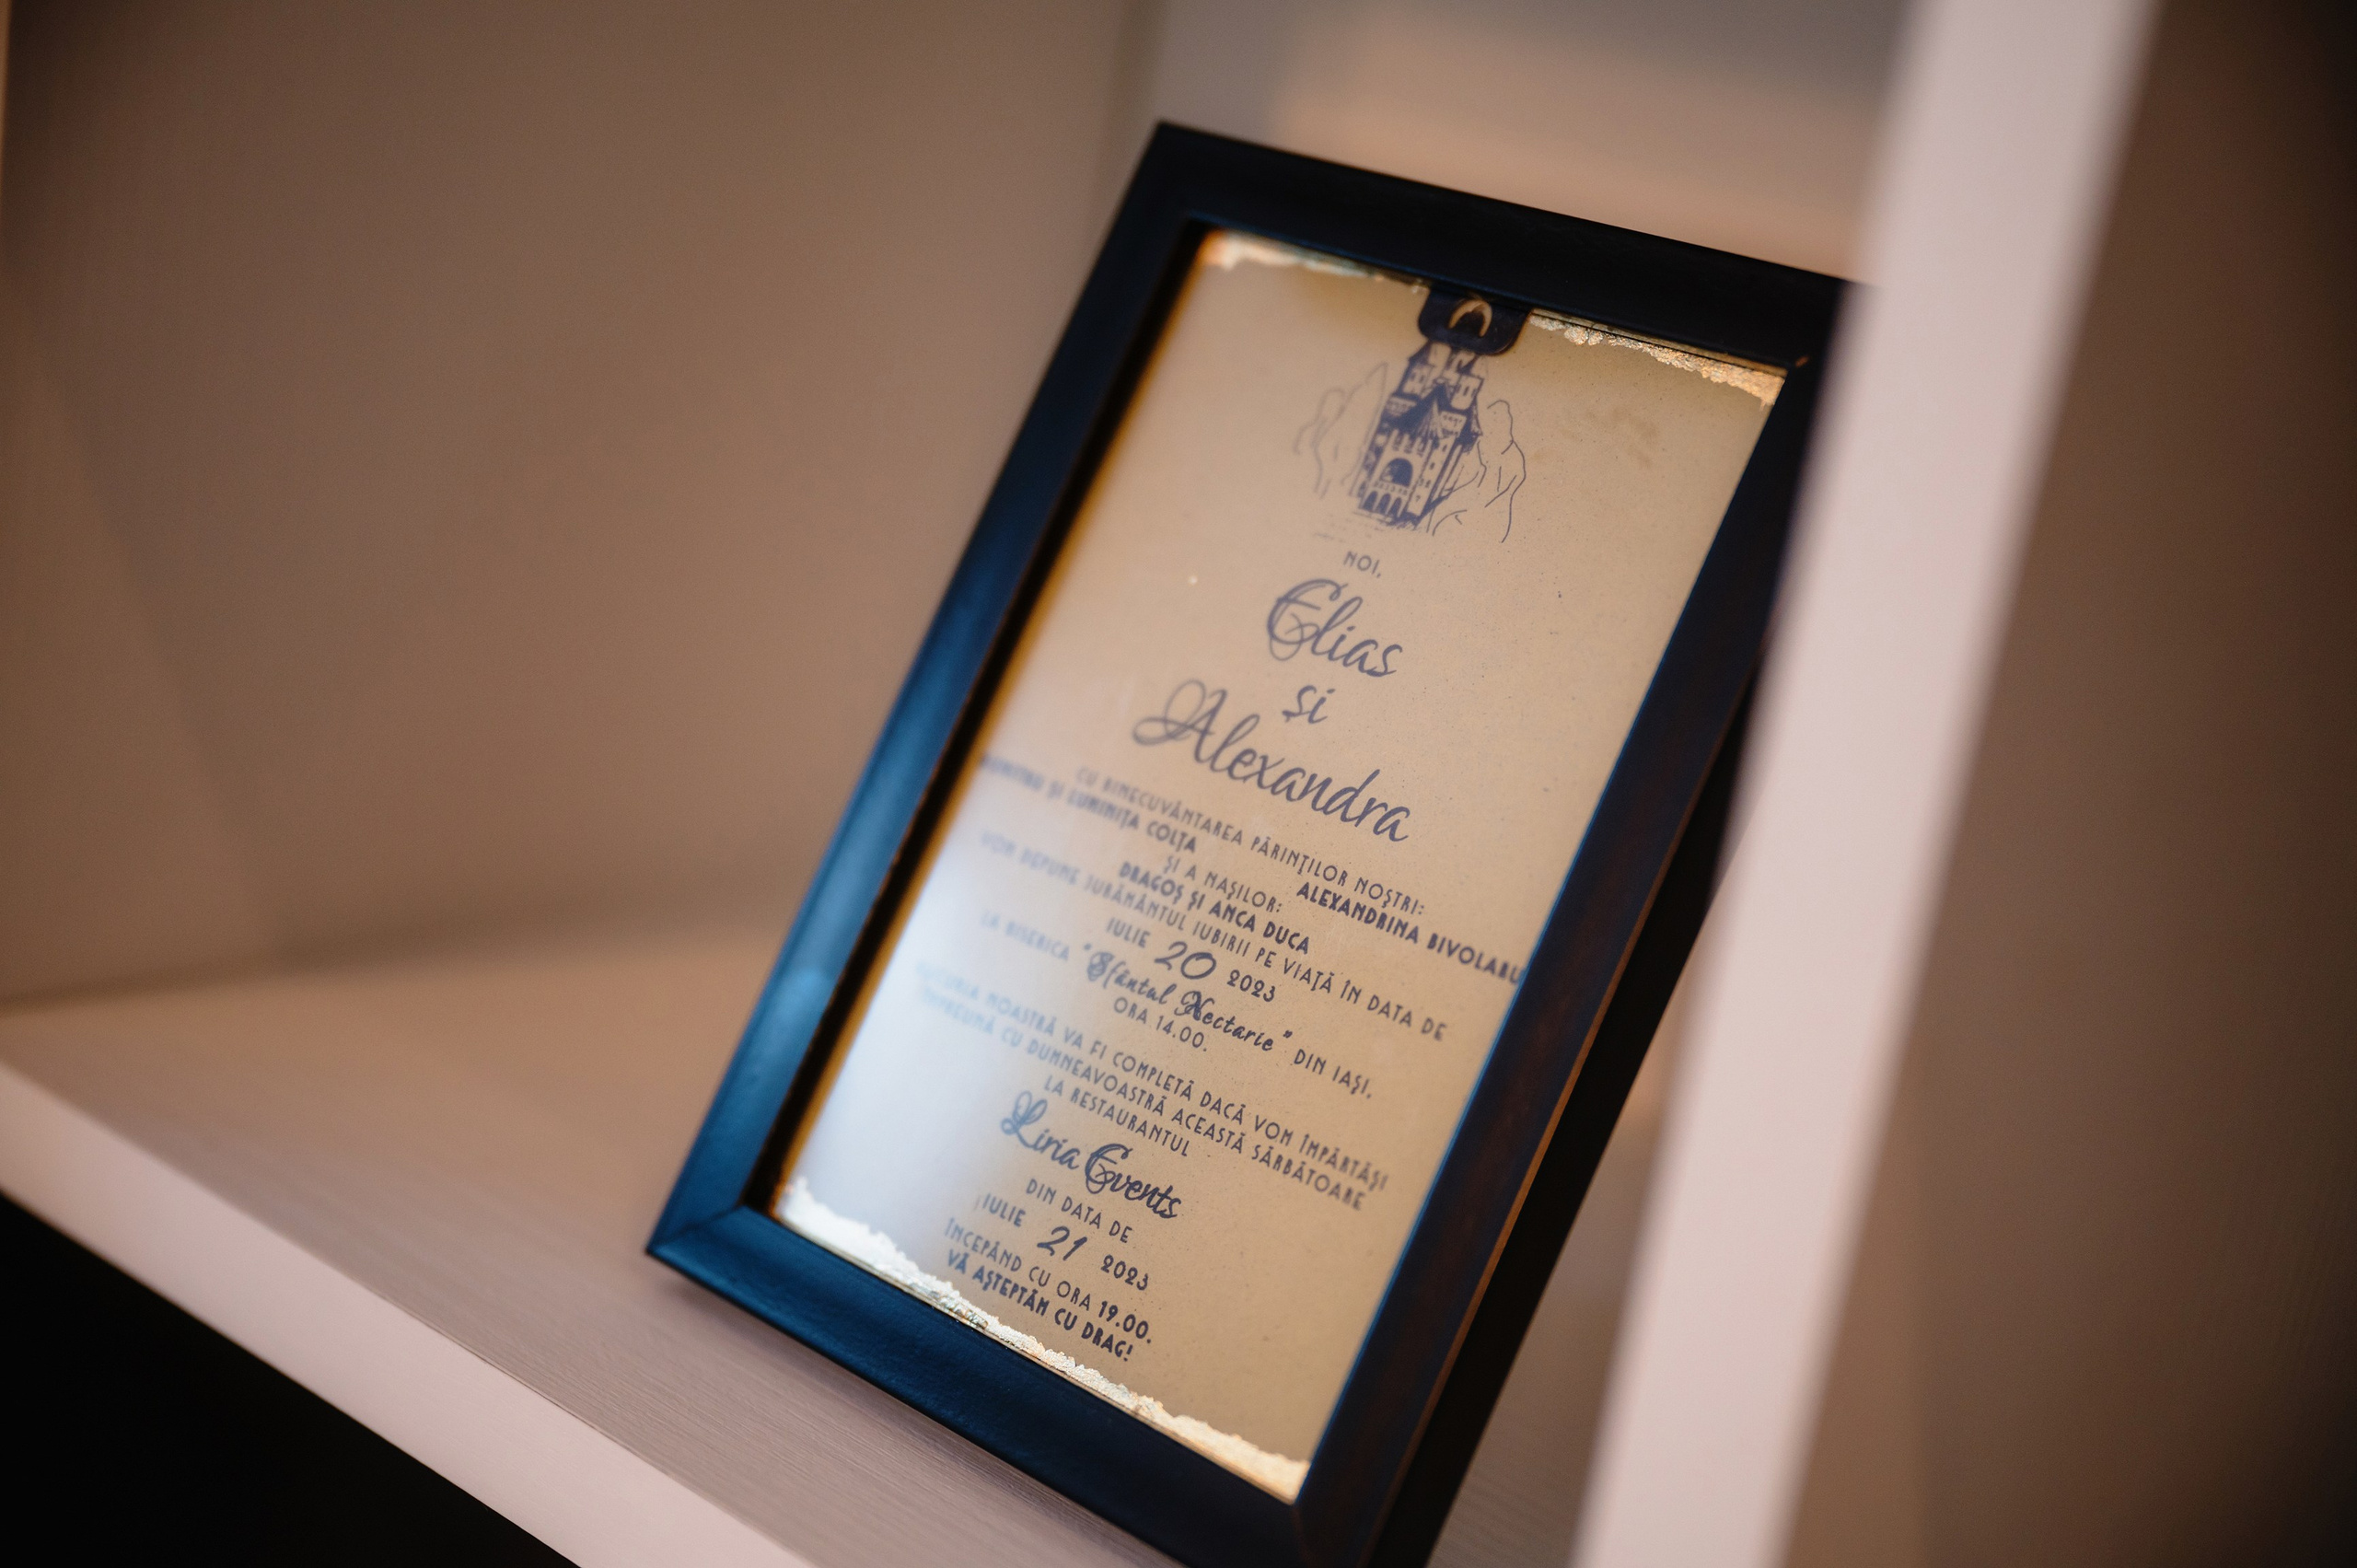 NOI,
Elias
și
Alexandra
CU BINECUVÂNTAREA PĂRINȚILOR NOȘTRI:
DUMITRU ȘI LUMINIȚA COLȚA ALEXANDRINA BIVOLARU
ȘI A NAȘILOR:
DRAGOȘ ȘI ANCA DUCA
VOM DEPUNE JURĂMÂNTUL IUBIRII PE VIAȚĂ ÎN DATA DE
IULIE 20 2023
LA BISERICA "Sfântul Nectarie" DIN IAȘI,
ORA 14.00.
BUCURIA NOASTRĂ VA FI COMPLETĂ DACĂ VOM ÎMPĂRTĂȘI
ÎMPREUNĂ CU DUMNEAVOASTRĂ ACEASTĂ SĂRBĂTOARE
LA RESTAURANTUL
Liria Events
DIN DATA DE
IULIE 21 2023
ÎNCEPÂND CU ORA 19.00.
VĂ AȘTEPTĂM CU DRAG!